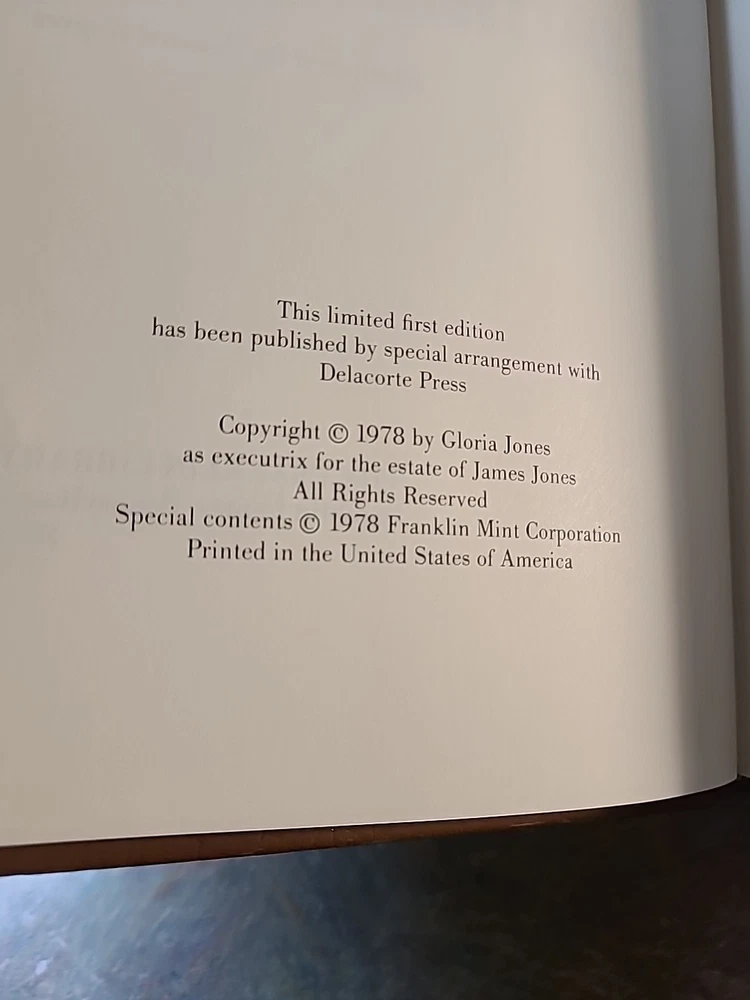 This limited first edition
has been published by special arrangement with
Delacorte Press
Copyright © 1978 by Gloria Jones
as executrix for the estate of James Jones
All Rights Reserved
Special contents © 1978 Franklin Mint Corporation
Printed in the United States of America